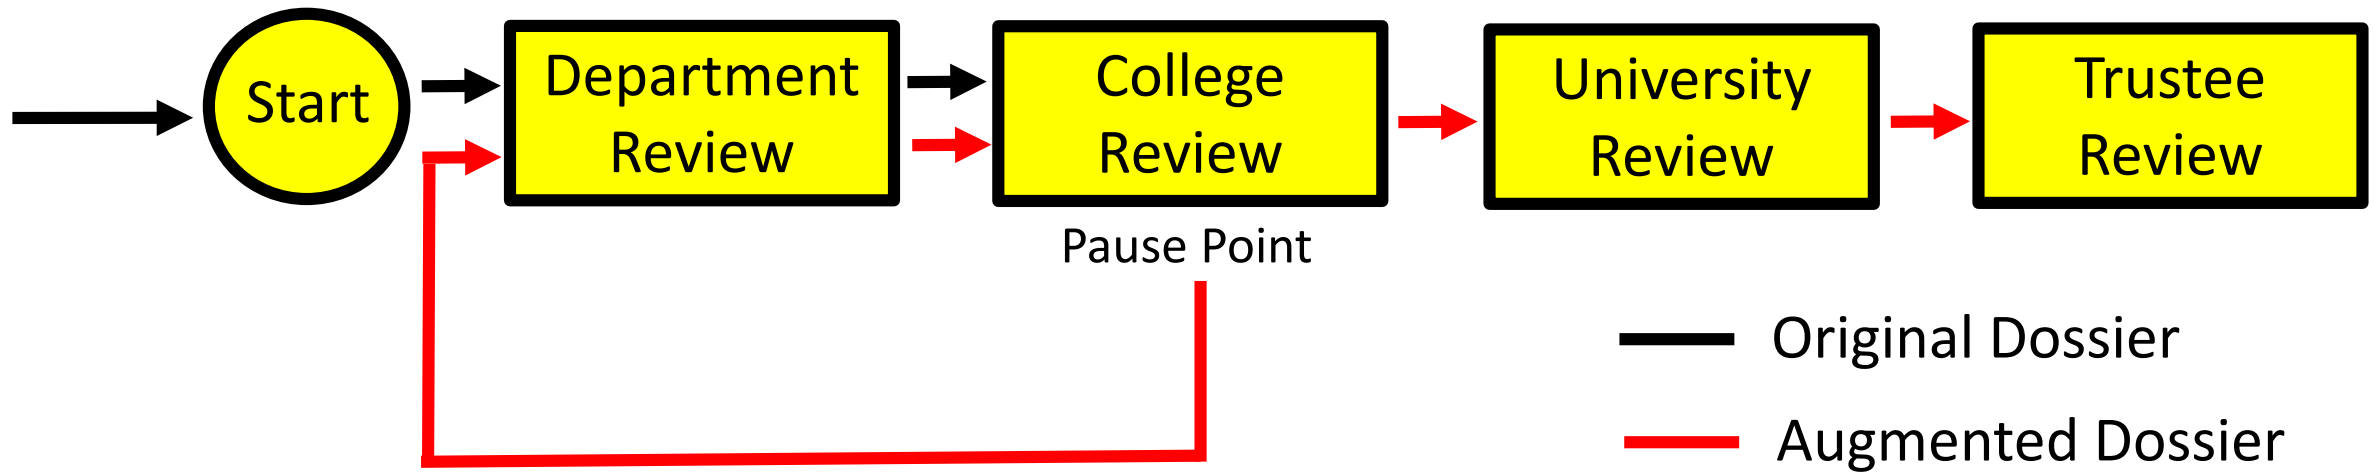 Start
Department
Review
College
Review
University
Review
Trustee
Review
Pause Point
Original Dossier
Augmented Dossier